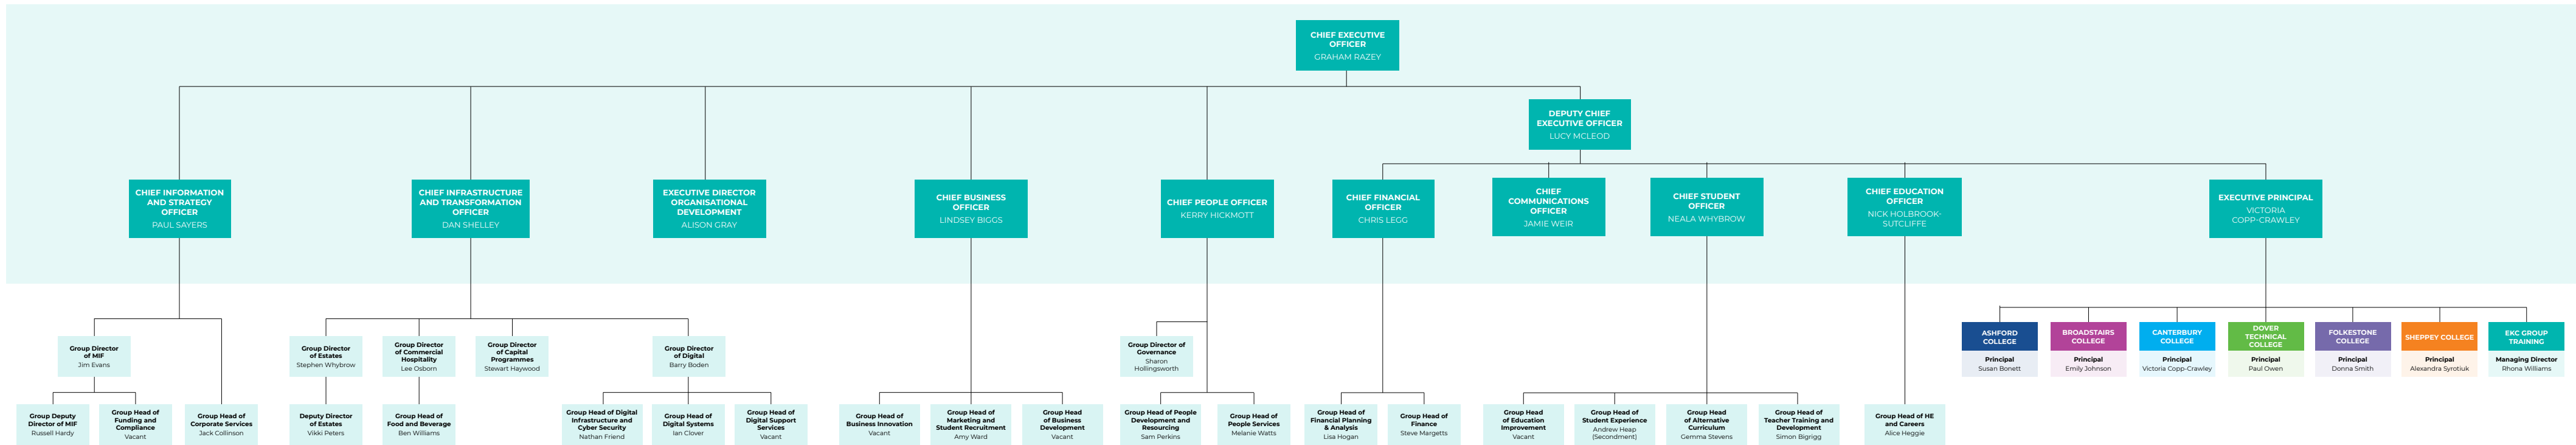 CHIEF EXECUTIVE
OFFICER
GRAHAM RAZEY
DEPUTY CHIEF
EXECUTIVE OFFICER
LUCY MCLEOD
CHIEF INFORMATION
AND STRATEGY
OFFICER
PAUL SAYERS
CHIEF INFRASTRUCTURE
AND TRANSFORMATION
OFFICER
DAN SHELLEY
EXECUTIVE DIRECTOR
ORGANISATIONAL
DEVELOPMENT
ALISON GRAY
CHIEF BUSINESS
OFFICER
LINDSEY BIGGS
CHIEF PEOPLE OFFICER
KERRY HICKMOTT
CHIEF FINANCIAL
OFFICER
CHRIS LEGG
CHIEF
COMMUNICATIONS
OFFICER
JAMIE WEIR
CHIEF STUDENT
OFFICER
NEALA WHYBROW
CHIEF EDUCATION
OFFICER
NICK HOLBROOK-
SUTCLIFFE
EXECUTIVE PRINCIPAL
VICTORIA
COPP-CRAWLEY
Group Director
of MIF
Jim Evans
Group Director
of Estates
Stephen Whybrow
Group Director
of Commercial
Hospitality
Lee Osborn
Group Director
of Capital
Programmes
Stewart Haywood
Group Director
of Digital
Barry Boden
Group Director of
Governance
Sharon
Hollingsworth
ASHFORD
COLLEGE
Principal
Susan Bonett
BROADSTAIRS
COLLEGE
Principal
Emily Johnson
CANTERBURY
COLLEGE
Principal
Victoria Copp-Crawley
DOVER
TECHNICAL
COLLEGE
Principal
Paul Owen
FOLKESTONE
COLLEGE
Principal
Donna Smith
SHEPPEY COLLEGE
Principal
Alexandra Syrotiuk
EKC GROUP
TRAINING
Managing Director
Rhona Williams
Group Deputy
Director of MIF
Russell Hardy
Group Head of
Funding and
Compliance
Vacant
Group Head of
Corporate Services
Jack Collinson
Deputy Director
of Estates
Vikki Peters
Group Head of
Food and Beverage
Ben Williams
Group Head of Digital
Infrastructure and
Cyber Security
Nathan Friend
Group Head of
Digital Systems
Ian Clover
Group Head of
Digital Support
Services
Vacant
Group Head of
Business Innovation
Vacant
Group Head of
Marketing and
Student Recruitment
Amy Ward
Group Head
of Business
Development
Vacant
Group Head of People
Development and
Resourcing
Sam Perkins
Group Head of
People Services
Melanie Watts
Group Head of
Financial Planning
& Analysis
Lisa Hogan
Group Head of
Finance
Steve Margetts
Group Head
of Education
Improvement
Vacant
Group Head of
Student Experience
Andrew Heap
(Secondment)
Group Head
of Alternative
Curriculum
Gemma Stevens
Group Head of
Teacher Training and
Development
Simon Bigrigg
Group Head of HE
and Careers
Alice Heggie